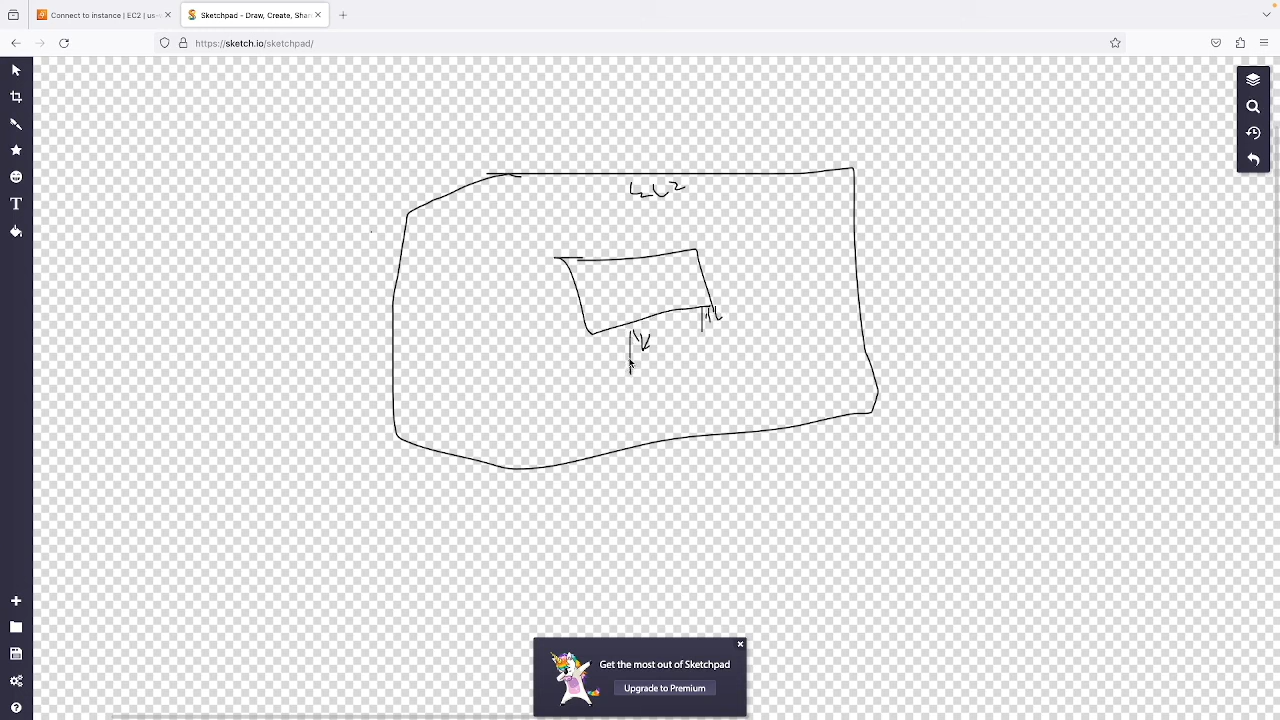 Connect to instance | EC2 | us-e
Sketchpad - Draw, Create, Shar
https://sketch.io/sketchpad/
Get the most out of Sketchpad
Upgrade to Premium